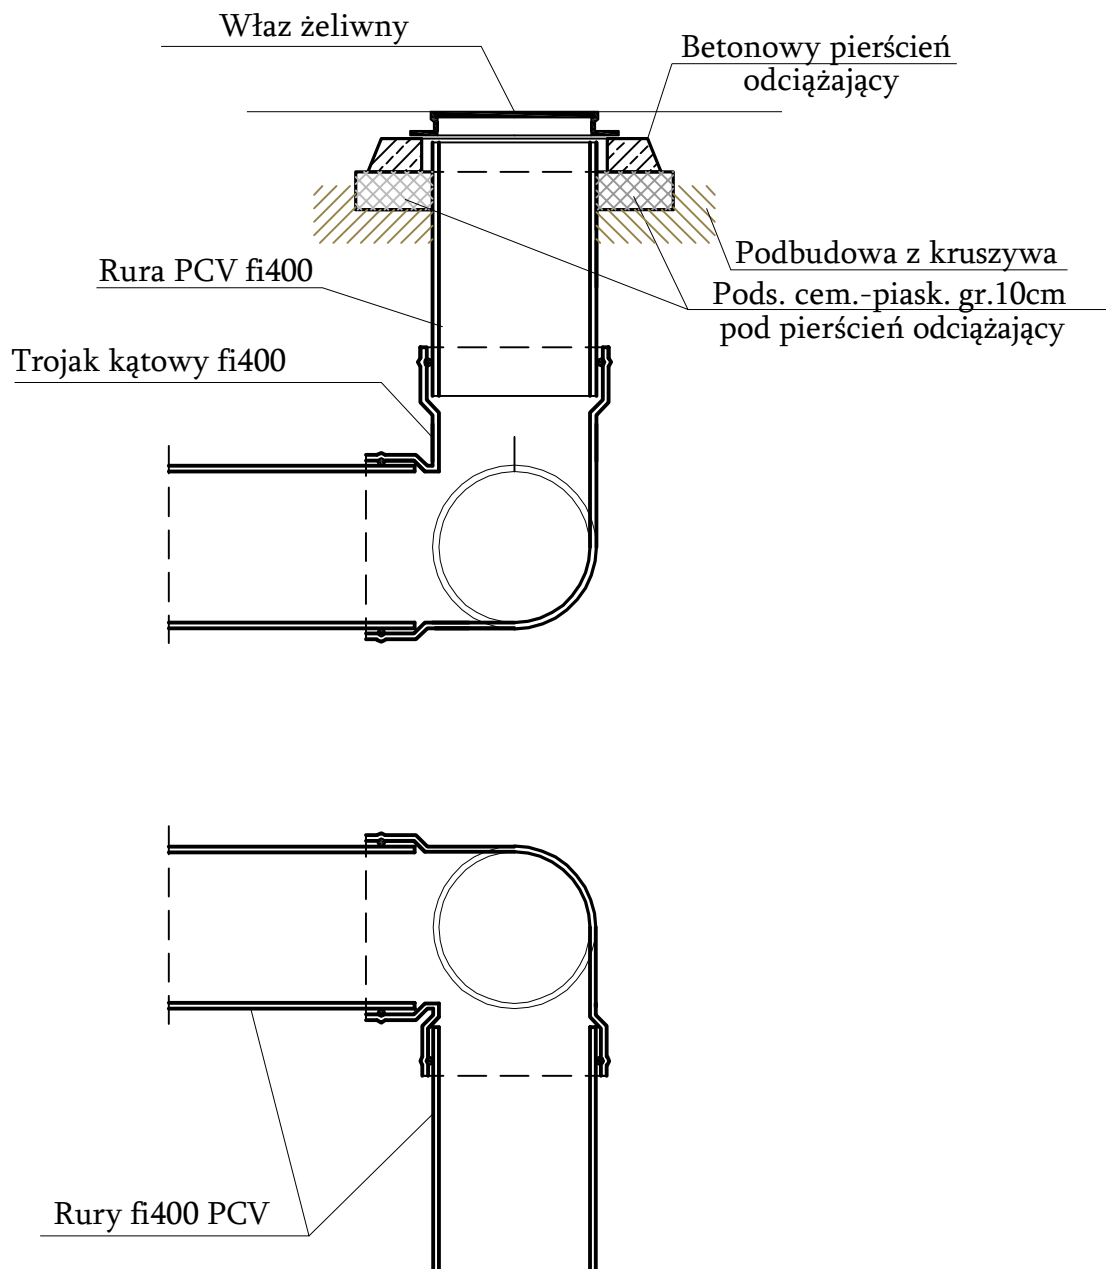 Właz żeliwny
Betonowy pierścień
odciążający
Podbudowa z kruszywa
Rura PCV fi400
Pods. cem.-piask. gr.10cm
pod pierścień odciążający
Trojak kątowy fi400
Rury fi400 PCV